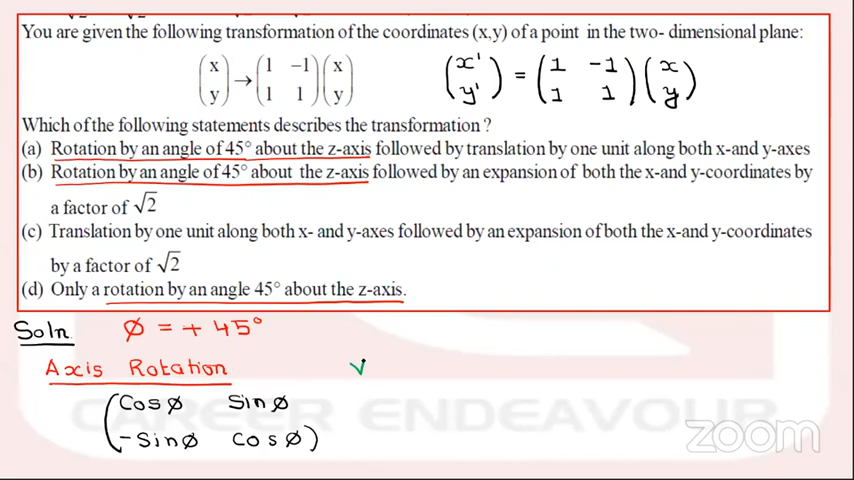 You are given the following transformation of the coordinates (x,y) of a point in the two- dimensional plane:
(x y) → (1 −1 1 1) (x y) (x' y') = (1 -1 1 1) (x y)
Which of the following statements describes the transformation ?
(a) Rotation by an angle of 45° about the z-axis followed by translation by one unit along both x-and y-axes
(b) Rotation by an angle of 45° about the z-axis followed by an expansion of both the x-and y-coordinates by
a factor of √2
(c) Translation by one unit along both x- and y-axes followed by an expansion of both the x-and y-coordinates
by a factor of √2
(d) Only a rotation by an angle 45° about the z-axis.
Soln. ø = + 45°
Axis Rotation
(Cosø Sinø
-Sinø Cosø)
CAREER ENDEAVOUR
zoom